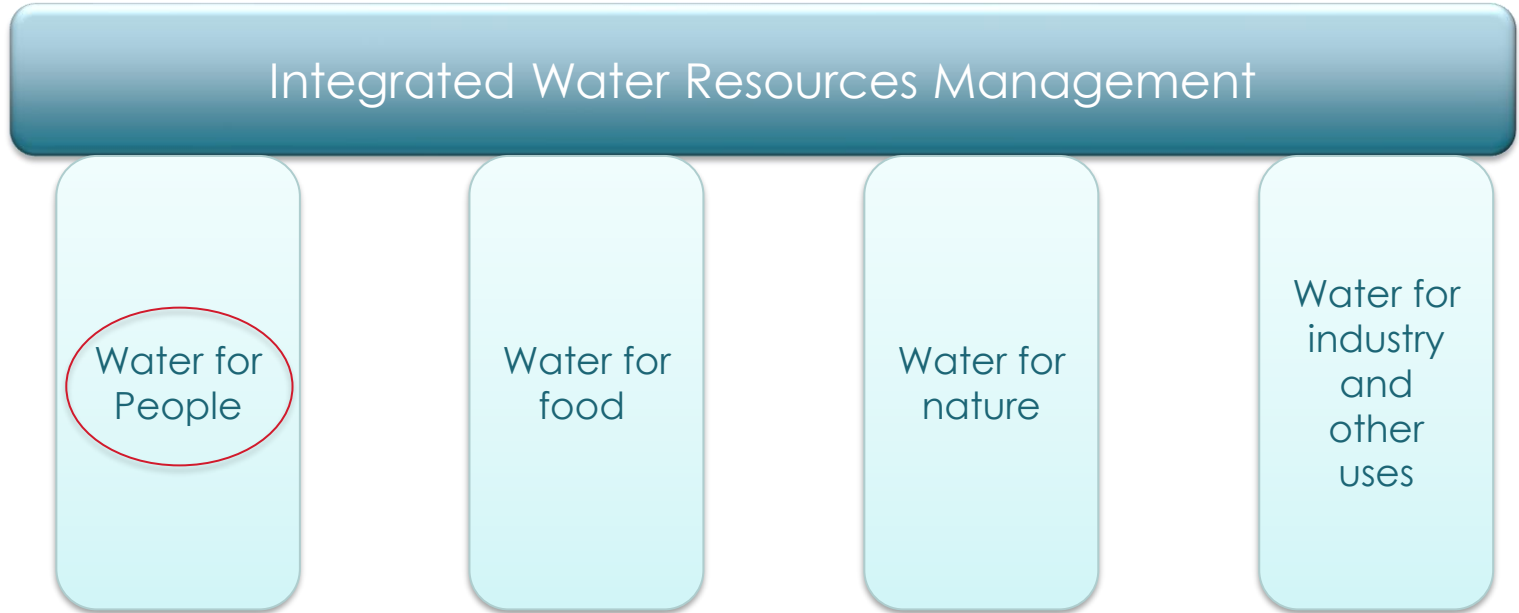 Integrated Water Resources Management
Water for
People
Water for
food
Water for
nature
Water for
industry
and
other
uses